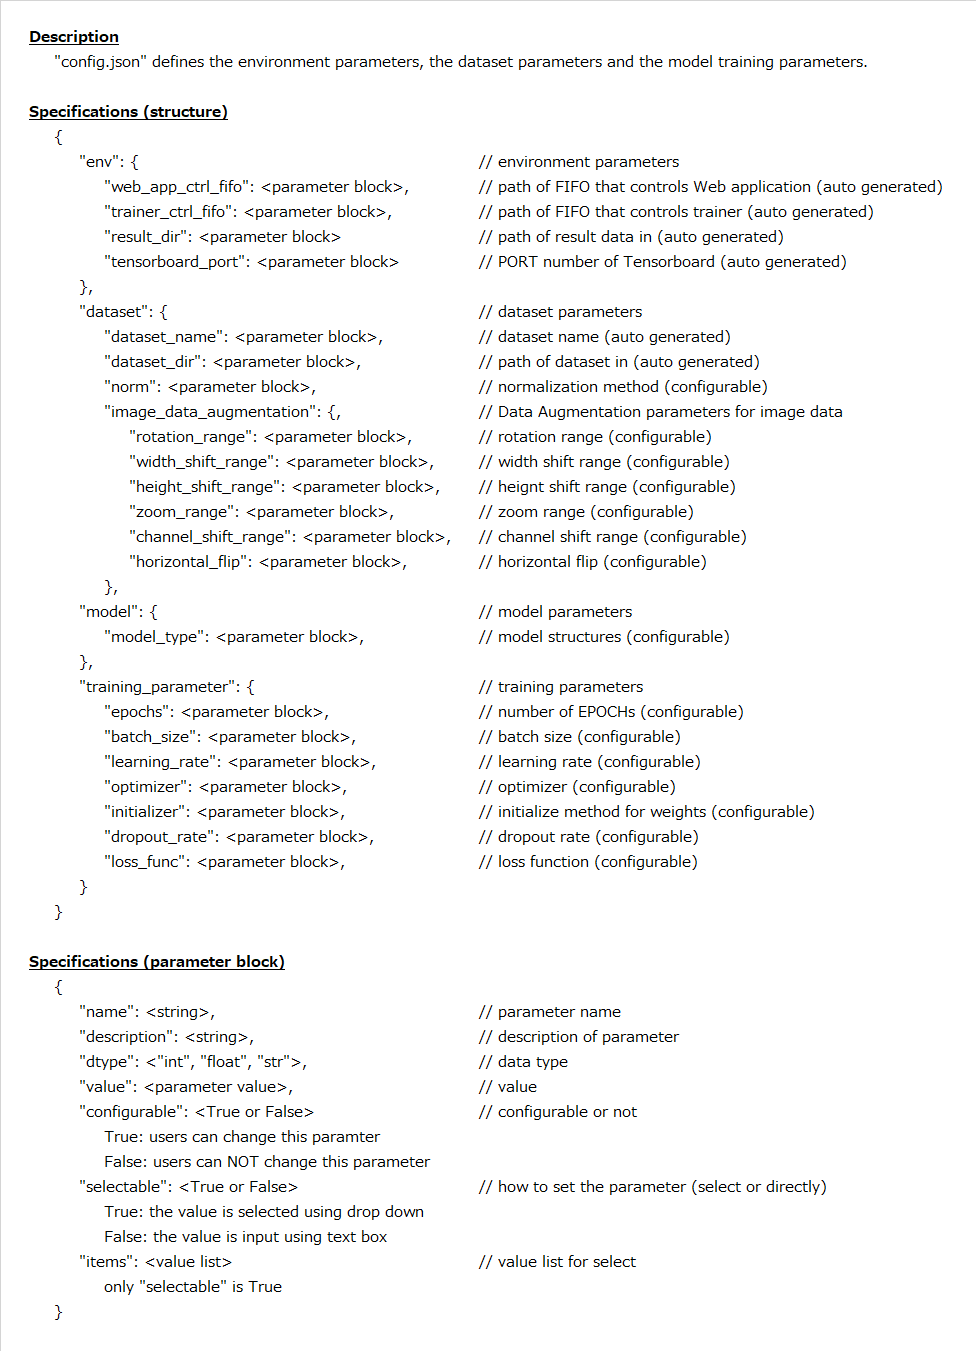 Description
"config.json" defines the environment parameters, the dataset parameters and the model training parameters.
Specifications (structure)
{
"env": { // environment parameters
"web_app_ctrl_fifo": <parameter block>, // path of FIFO that controls Web application (auto generated)
"trainer_ctrl_fifo": <parameter block>, // path of FIFO that controls trainer (auto generated)
"result_dir": <parameter block> // path of result data in (auto generated)
"tensorboard_port": <parameter block> // PORT number of Tensorboard (auto generated)
},
"dataset": { // dataset parameters
"dataset_name": <parameter block>, // dataset name (auto generated)
"dataset_dir": <parameter block>, // path of dataset in (auto generated)
"norm": <parameter block>, // normalization method (configurable)
"image_data_augmentation": {, // Data Augmentation parameters for image data
"rotation_range": <parameter block>, // rotation range (configurable)
"width_shift_range": <parameter block>, // width shift range (configurable)
"height_shift_range": <parameter block>, // heignt shift range (configurable)
"zoom_range": <parameter block>, // zoom range (configurable)
"channel_shift_range": <parameter block>, // channel shift range (configurable)
"horizontal_flip": <parameter block>, // horizontal flip (configurable)
},
"model": { // model parameters
"model_type": <parameter block>, // model structures (configurable)
},
"training_parameter": { // training parameters
"epochs": <parameter block>, // number of EPOCHs (configurable)
"batch_size": <parameter block>, // batch size (configurable)
"learning_rate": <parameter block>, // learning rate (configurable)
"optimizer": <parameter block>, // optimizer (configurable)
"initializer": <parameter block>, // initialize method for weights (configurable)
"dropout_rate": <parameter block>, // dropout rate (configurable)
"loss_func": <parameter block>, // loss function (configurable)
}
}
Specifications (parameter block)
{
"name": <string>, // parameter name
"description": <string>, // description of parameter
"dtype": <"int", "float", "str">, // data type
"value": <parameter value>, // value
"configurable": <True or False> // configurable or not
True: users can change this paramter
False: users can NOT change this parameter
"selectable": <True or False> // how to set the parameter (select or directly)
True: the value is selected using drop down
False: the value is input using text box
"items": <value list> // value list for select
only "selectable" is True
}